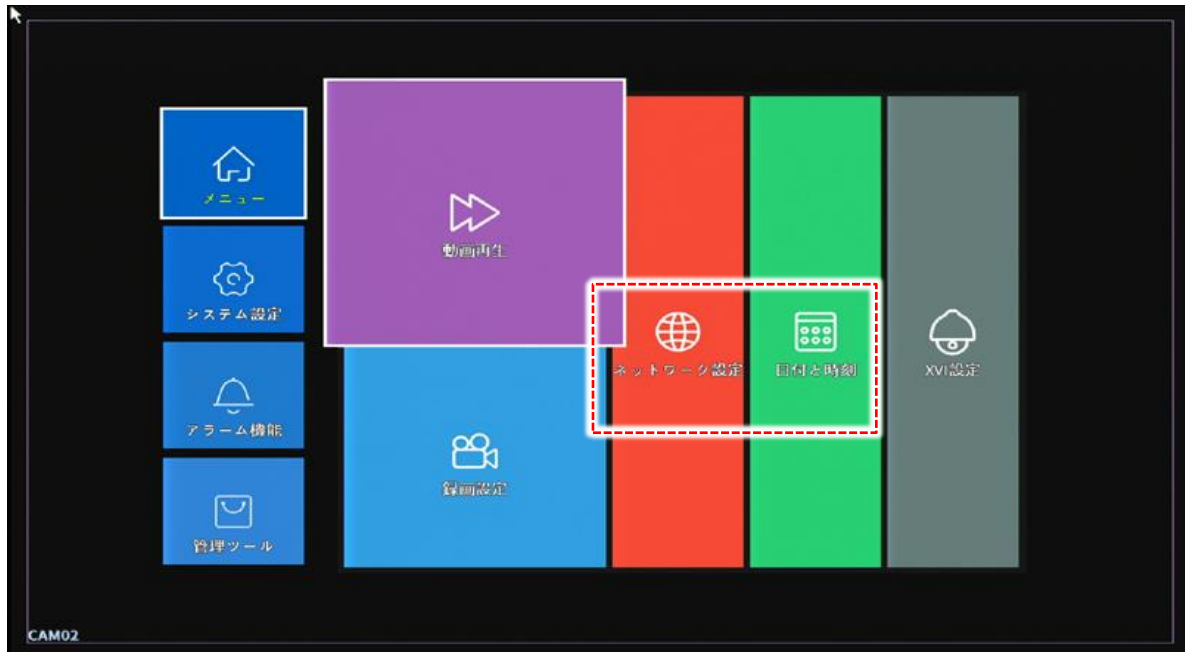 メニュー
システム設定
アラーム機能
管理ツール
動画再生
録画設定
ネットワーク設定
日付と時刻
XVI設定
CAM02